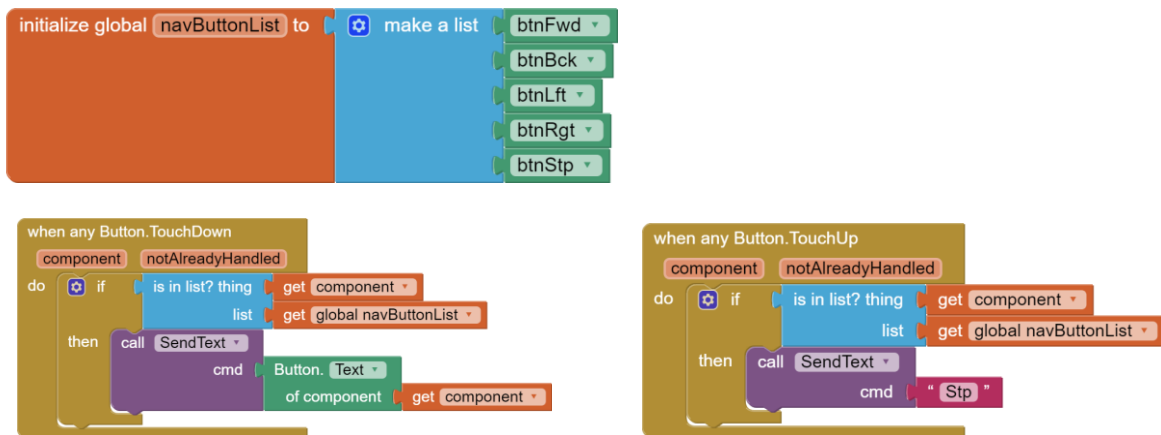 initialize global navButtonList to make a list btnFwd
btnBck
btnLft
btnRgt
btnStp
when any Button.TouchDown
component notAlreadyHandled
do if is in list? thing get component
list get global navButtonList
then call SendText
cmd Button. Text
of component get component
when any Button.TouchUp
component notAlreadyHandled
do if is in list? thing get component
list get global navButtonList
then call SendText
cmd “ Stp ”